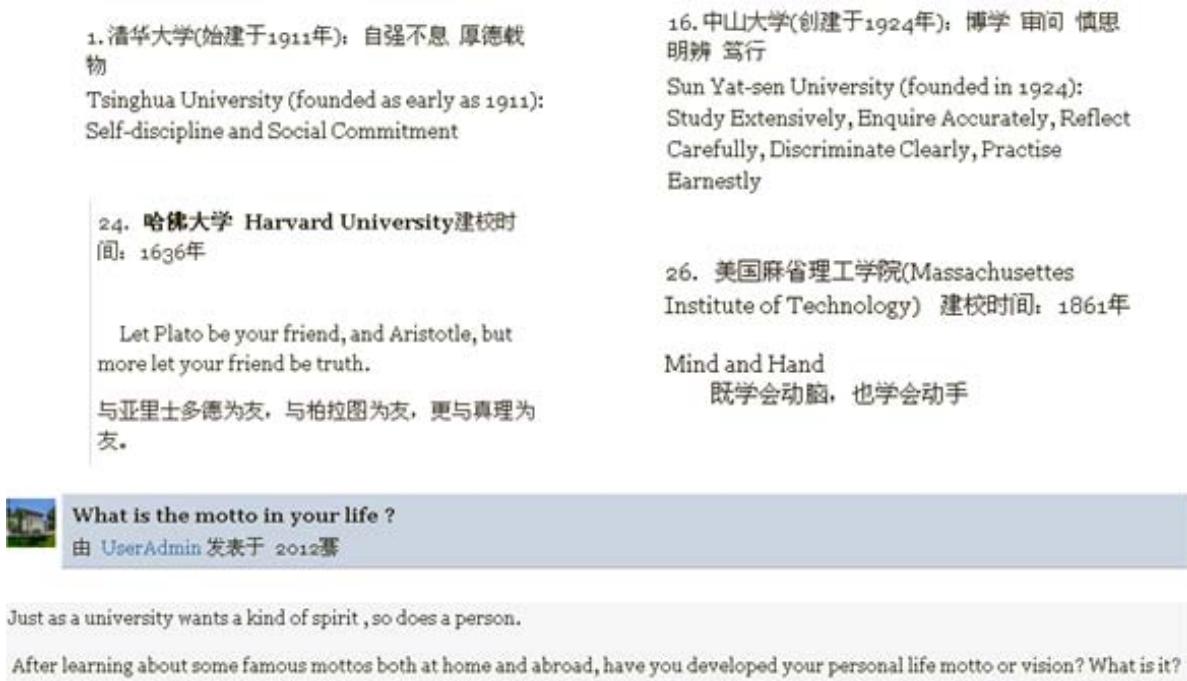 1. 清华大学(始建于1911年)：自强不息 厚德载
物
Tsinghua University (founded as early as 1911):
Self-discipline and Social Commitment
24. 哈佛大学 Harvard University建校时
间：1636年
Let Plato be your friend, and Aristotle, but
more let your friend be truth.
与亚里士多德为友，与柏拉图为友，更与真理为
友。
16. 中山大学(创建于1924年)：博学 审问 慎思
明辨 笃行
Sun Yat-sen University (founded in 1924):
Study Extensively, Enquire Accurately, Reflect
Carefully, Discriminate Clearly, Practise
Earnestly
26. 美国麻省理工学院(Massachusettes
Institute of Technology) 建校时间：1861年
Mind and Hand
既学会动脑，也学会动手
What is the motto in your life ?
由 UserAdmin 发表于 2012
Just as a university wants a kind of spirit , so does a person.
After learning about some famous mottos both at home and abroad, have you developed your personal life motto or vision? What is it?